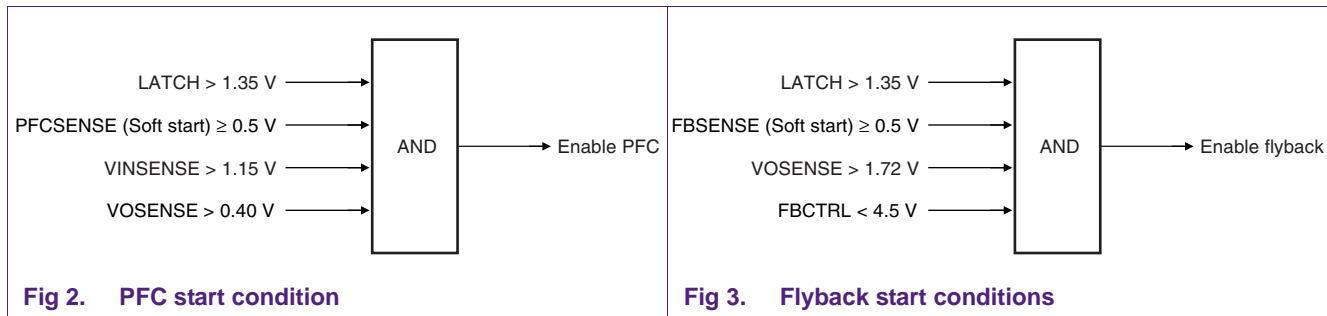 LATCH > 1.35 V
PFCSENSE (Soft start) ≥ 0.5 V
VINSENSE > 1.15 V
VOSENSE > 0.40 V
AND
Enable PFC
Fig 2. PFC start condition
LATCH > 1.35 V
FBSENSE (Soft start) ≥ 0.5 V
VOSENSE > 1.72 V
FBCTRL < 4.5 V
AND
Enable flyback
Fig 3. Flyback start conditions